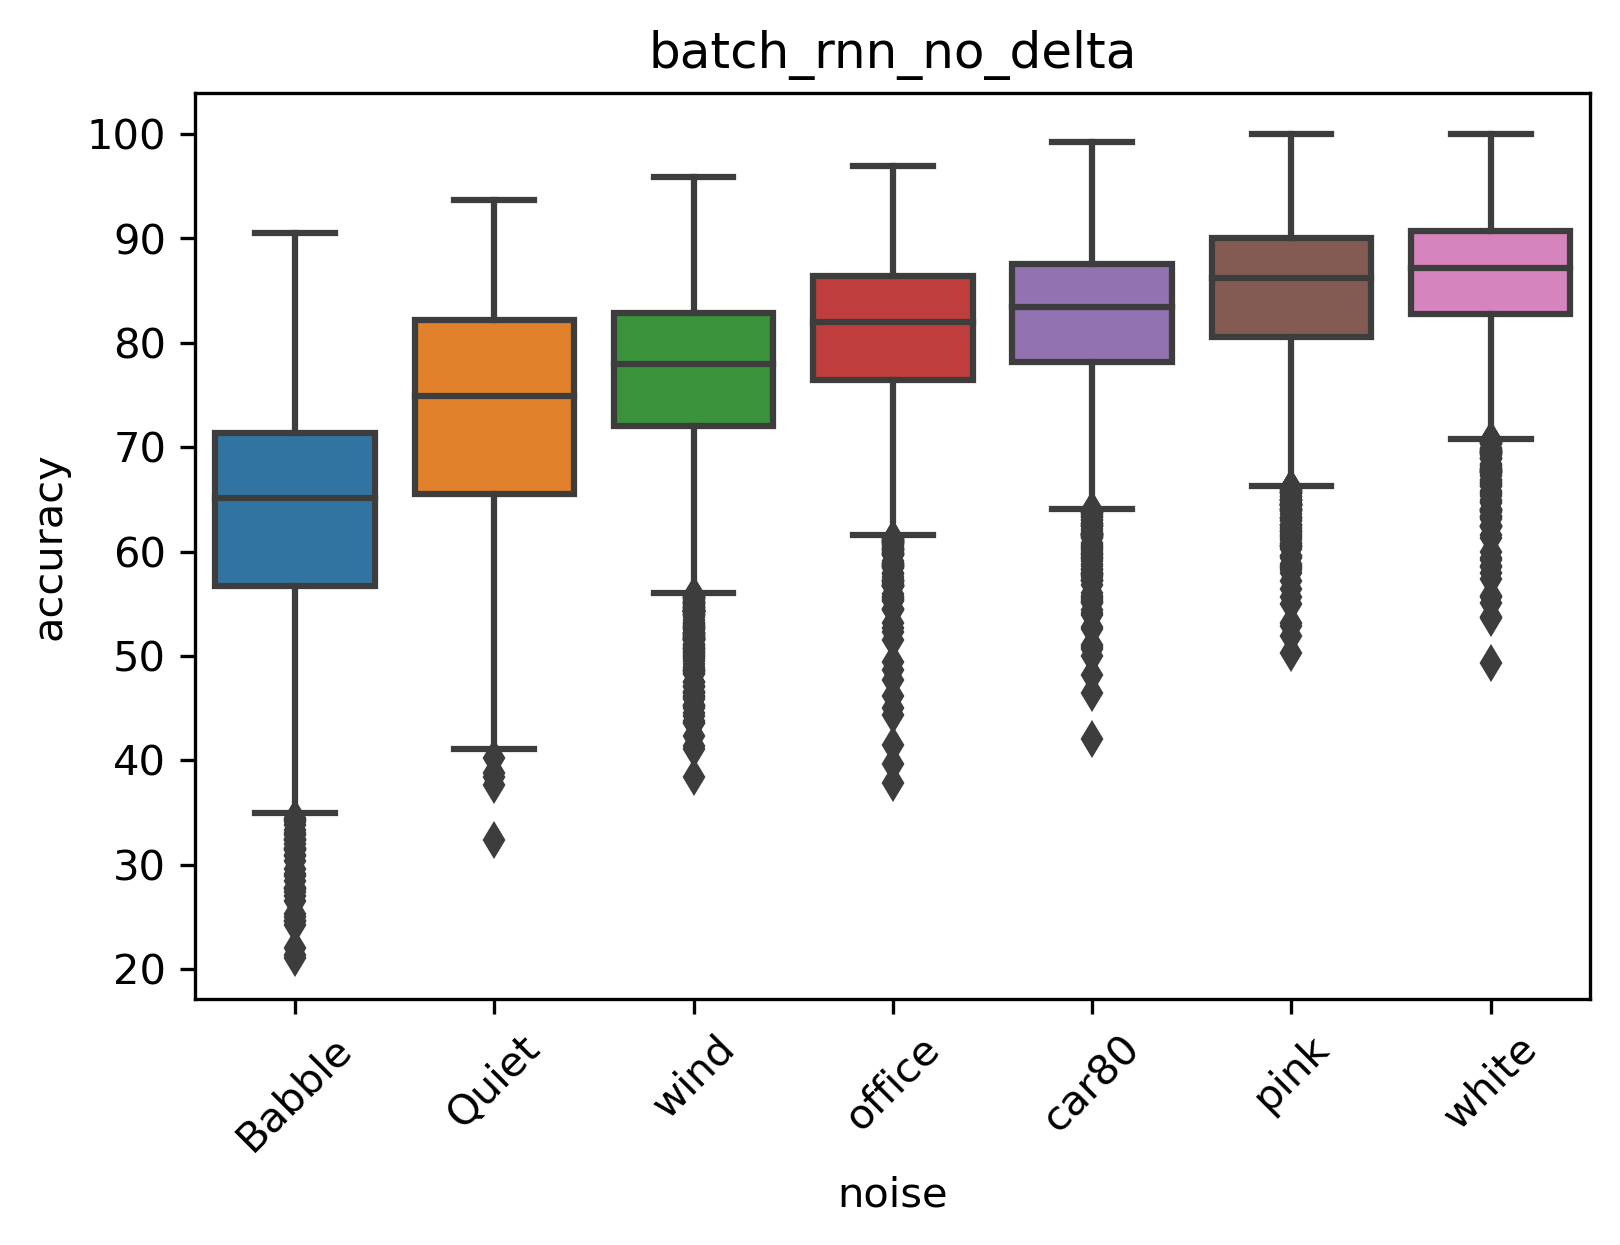 batch_rnn_no_delta
100
90
80
70
60
50
40
30
20
accuracy
Babble
Quiet
wind
office
car80
pink
white
noise